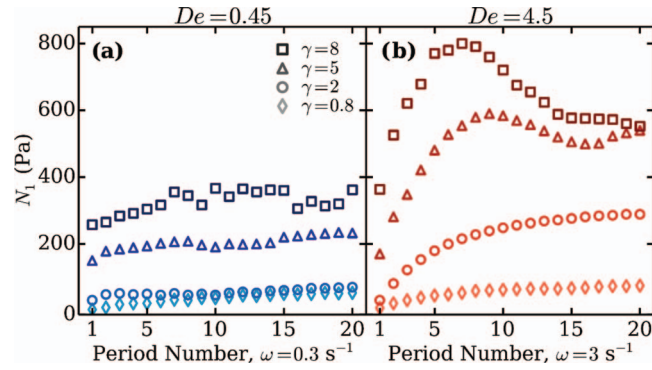 De=0.45
De=4.5
(a)
(b)
γ=8
γ=5
γ=2
γ=0.8
N₁ (Pa)
800
600
400
200
0
1 5 10 15 20
1 5 10 15 20
Period Number, ω=0.3 s⁻¹
Period Number, ω=3 s⁻¹